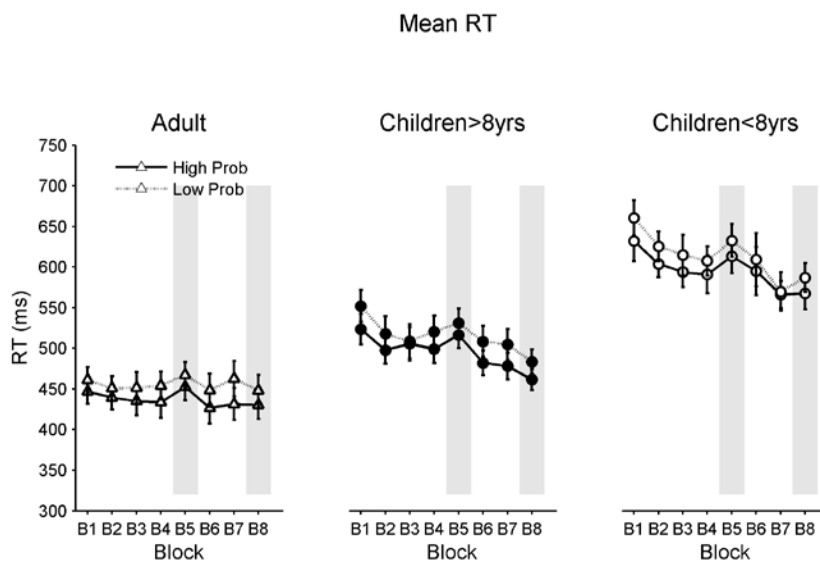 Mean RT
Adult
Children>8yrs
Children<8yrs
750
700
650
600
550
500
450
400
350
300
RT (ms)
High Prob
Low Prob
B1 B2 B3 B4 B5 B6 B7 B8
B1 B2 B3 B4 B5 B6 B7 B8
B1 B2 B3 B4 B5 B6 B7 B8
Block
Block
Block